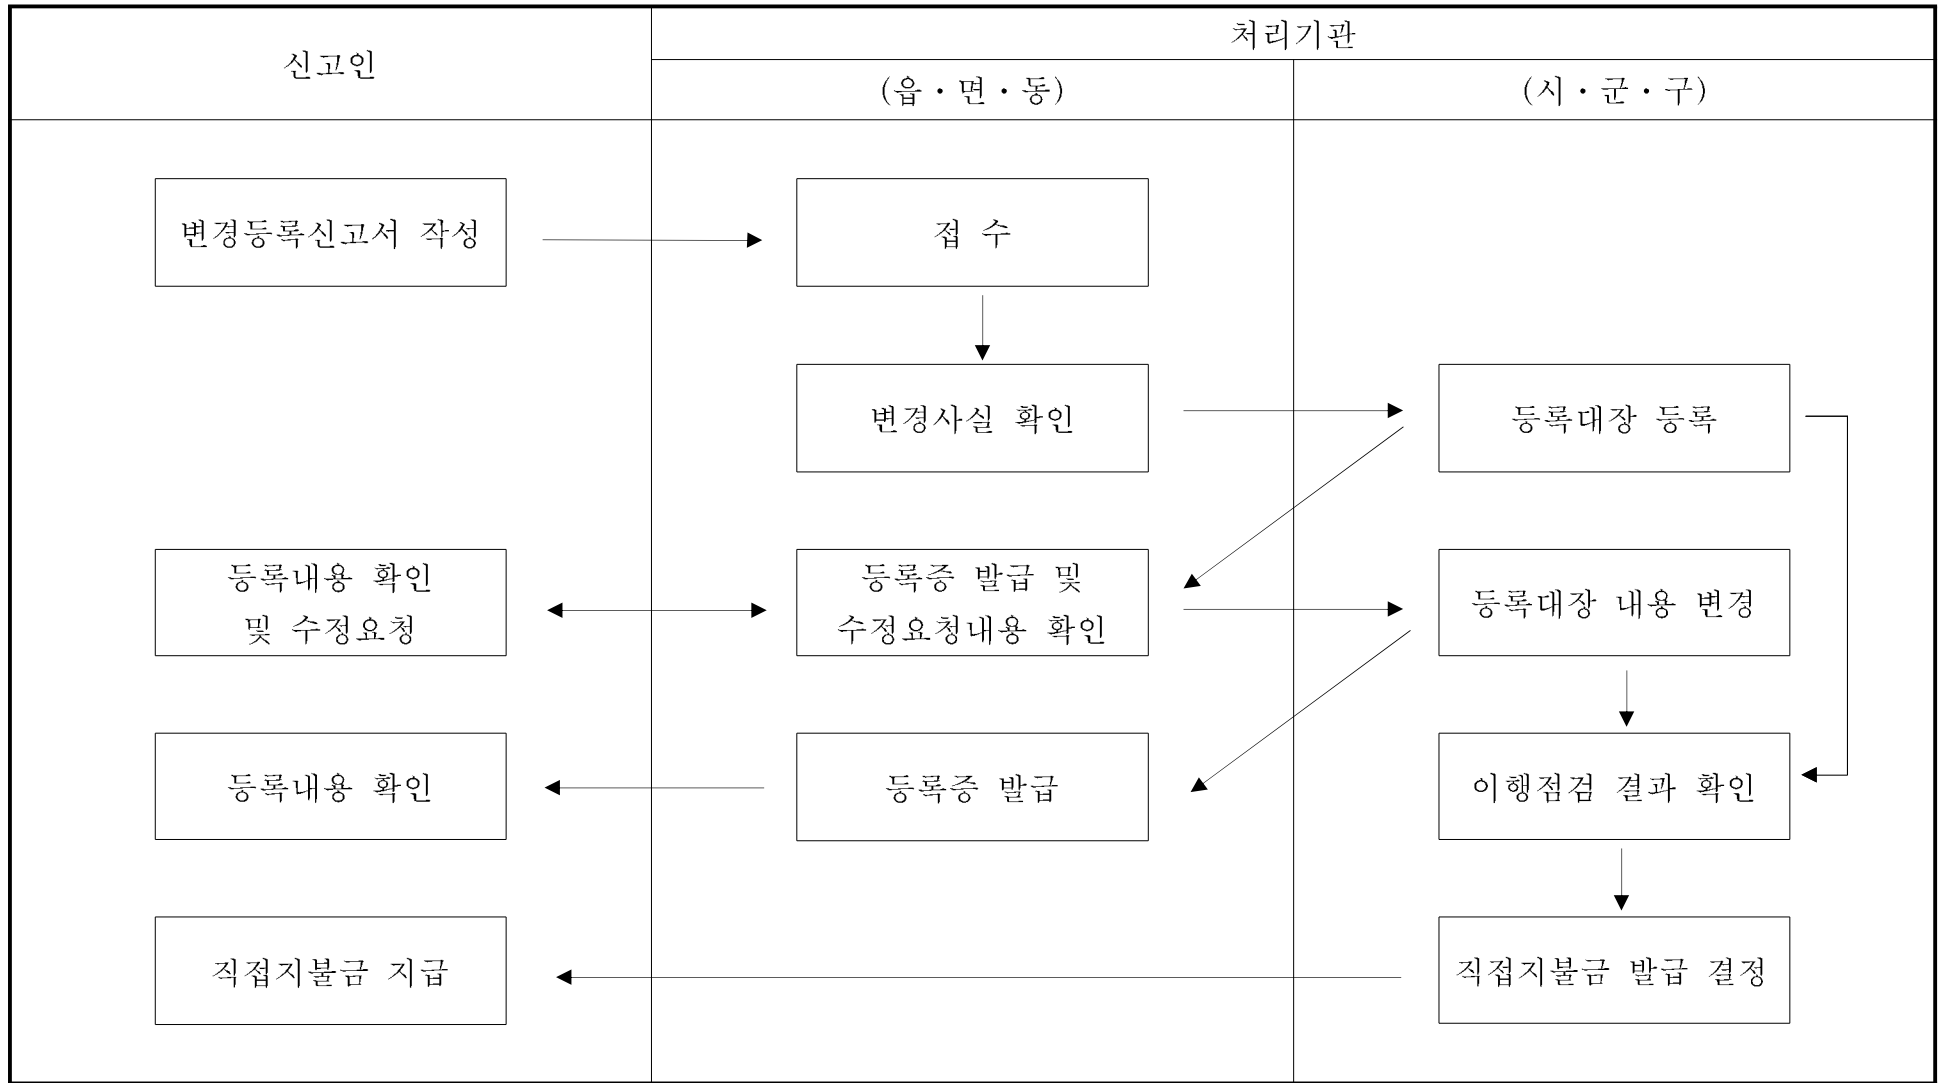 신고인
처리기관
(읍・면・동)
(시・군・구)
변경등록신고서 작성
접 수
변경사실 확인
등록대장 등록
등록내용 확인
및 수정요청
등록증 발급 및
수정요청내용 확인
등록대장 내용 변경
등록내용 확인
등록증 발급
이행점검 결과 확인
직접지불금 지급
직접지불금 발급 결정